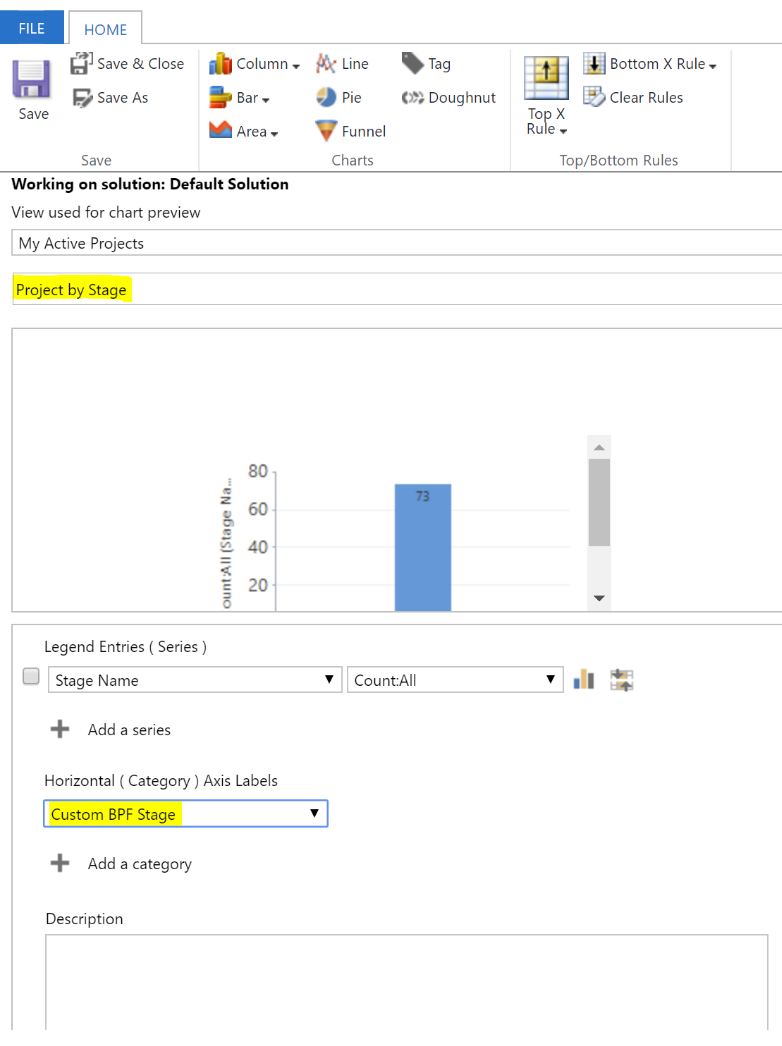 FILE
HOME
Save & Close
Column
Line
Tag
Bottom X Rule
Save As
Bar
Pie
Doughnut
Clear Rules
Save
Area
Funnel
Top X
Rule
Save
Charts
Top/Bottom Rules
Working on solution: Default Solution
View used for chart preview
My Active Projects
Project by Stage
80
73
60
40
20
ount:All (Stage Na...
Legend Entries ( Series )
Stage Name
Count:All
Add a series
Horizontal ( Category ) Axis Labels
Custom BPF Stage
Add a category
Description